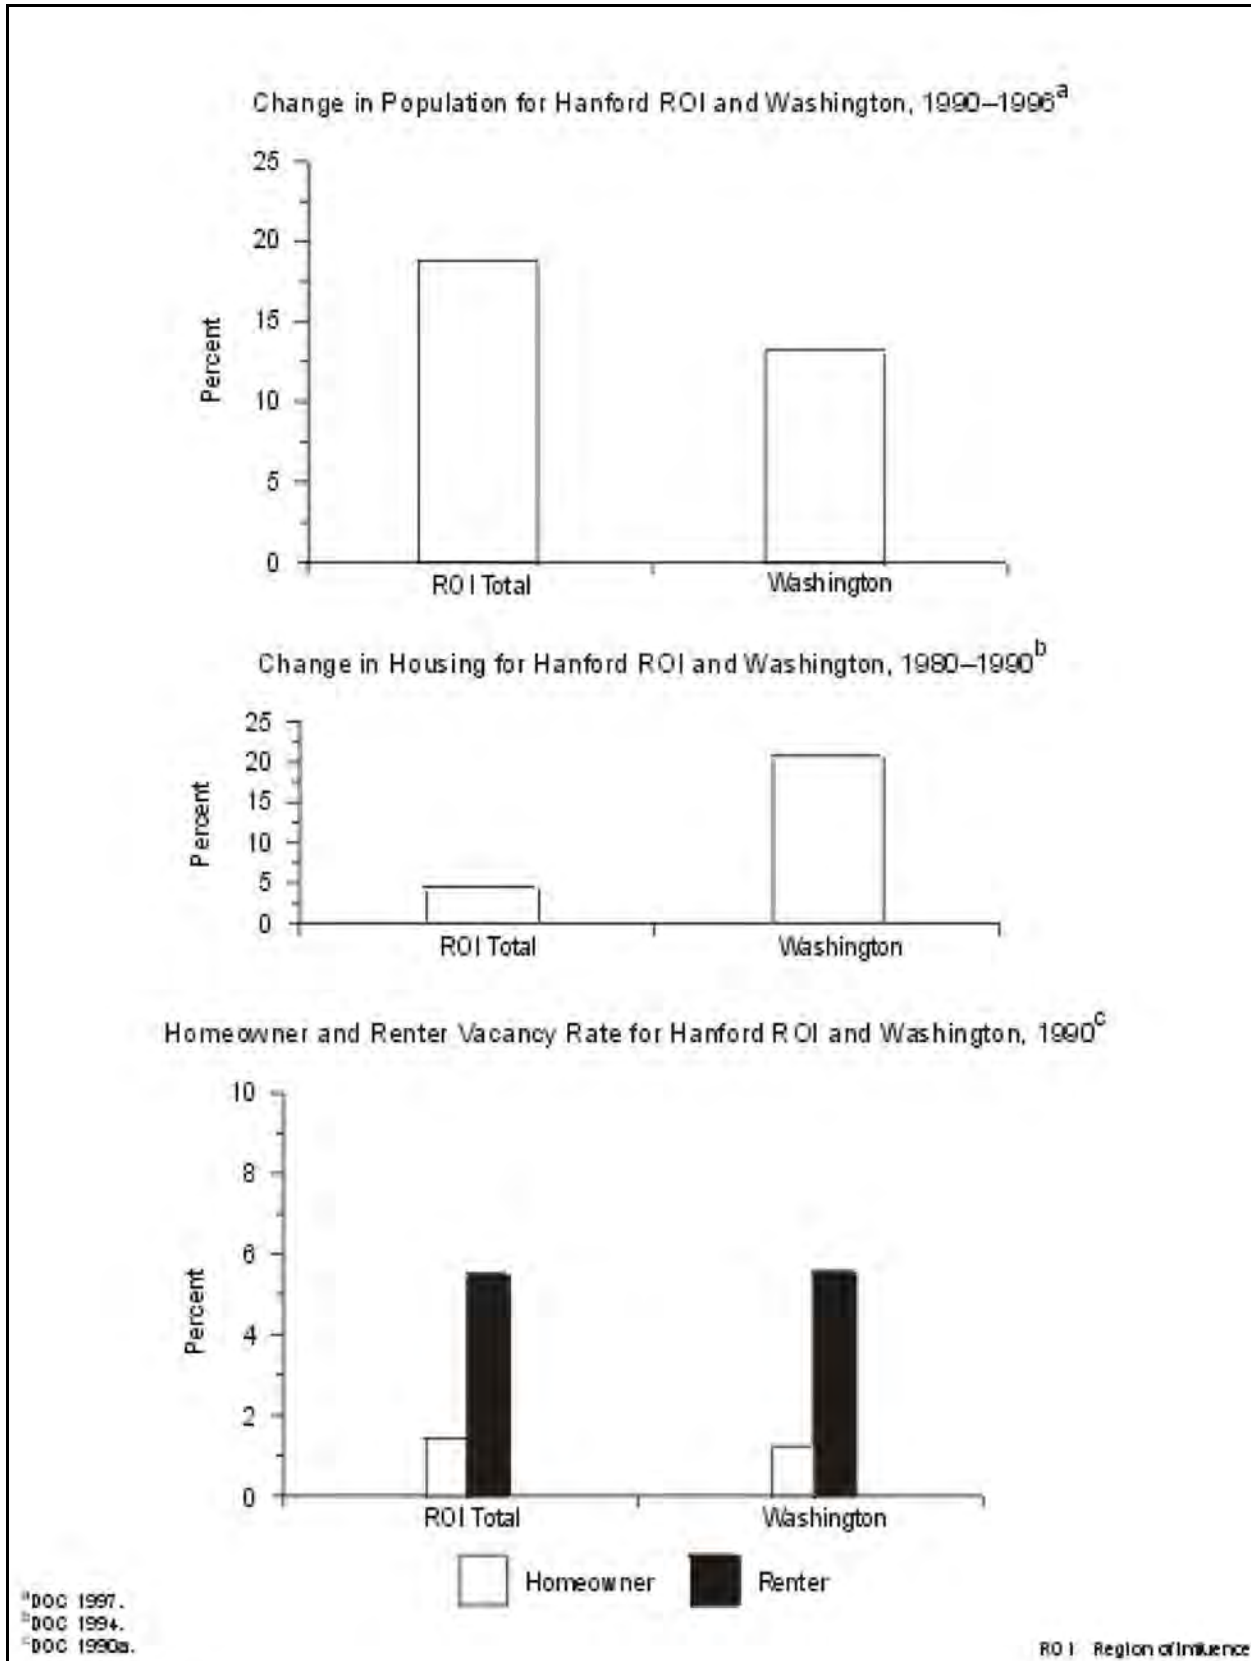 Change in Population for Hanford ROI and Washington, 1990–1996a
25
20
15
10
5
0
Percent
ROI Total
Washington
Change in Housing for Hanford ROI and Washington, 1980–1990b
25
20
15
10
5
0
Percent
ROI Total
Washington
Homeowner and Renter Vacancy Rate for Hanford ROI and Washington, 1990c
10
8
6
4
2
0
Percent
ROI Total
Washington
Homeowner
Renter
aDOC 1997.
bDOC 1994.
cDOC 1990a.
ROI Region of Influence